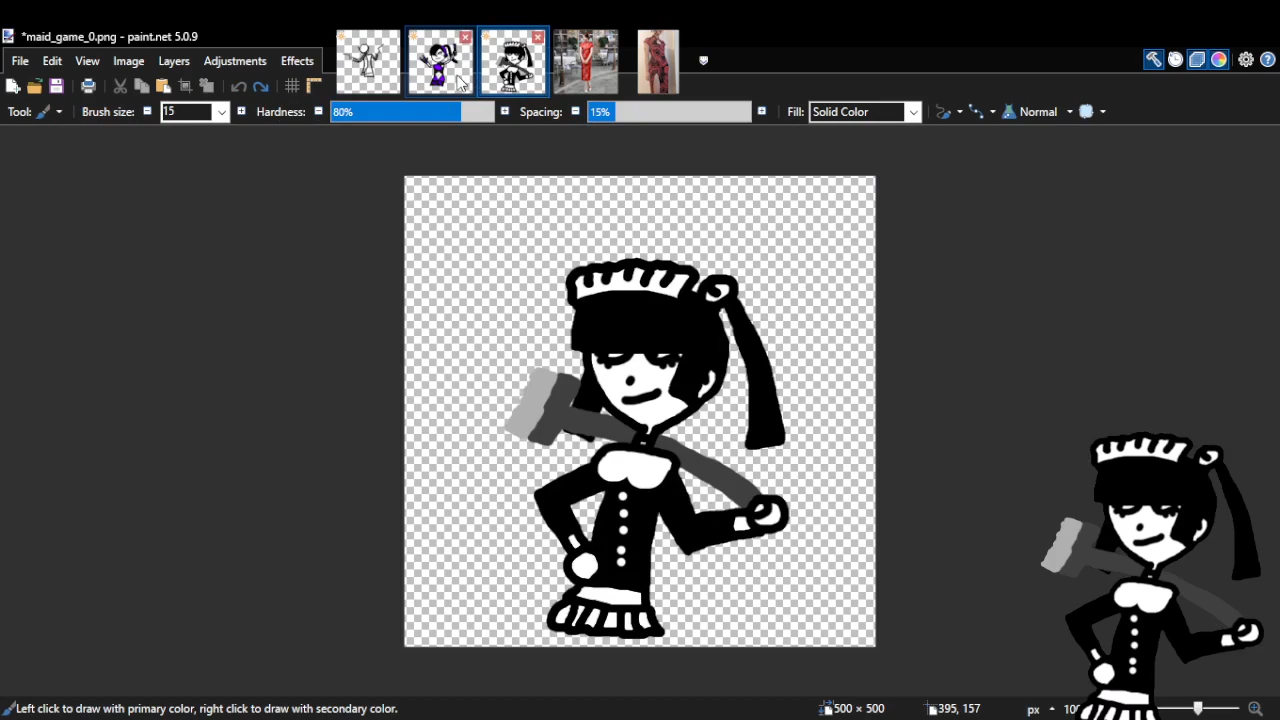 *maid_game_0.png - paint.net 5.0.9
File Edit View Image Layers Adjustments Effects
Tool: Brush size: 15 Hardness: 80% Spacing: 15% Fill: Solid Color Normal
Left click to draw with primary color, right click to draw with secondary color. 500 × 500 395, 157 px